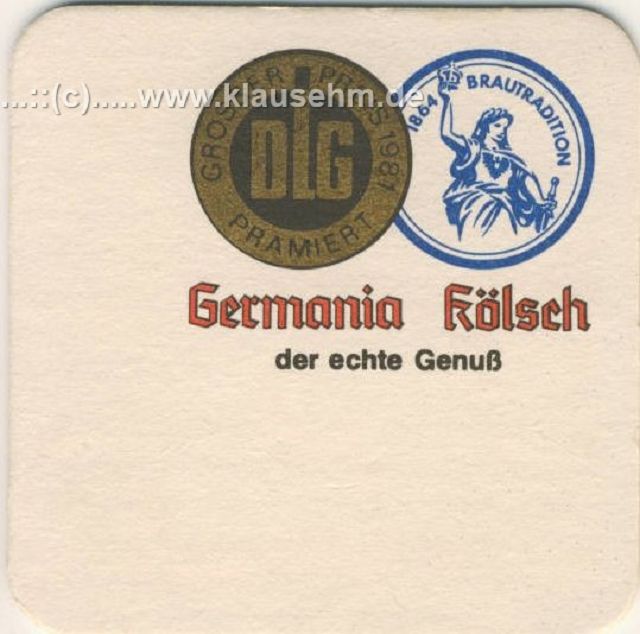 ...::(c).....www.klausehm.de
GROSSER PREIS 1981
DLG
PRÄMIERT
1864 BRAUTRADITION
Germania Kölsch
der echte Genuß